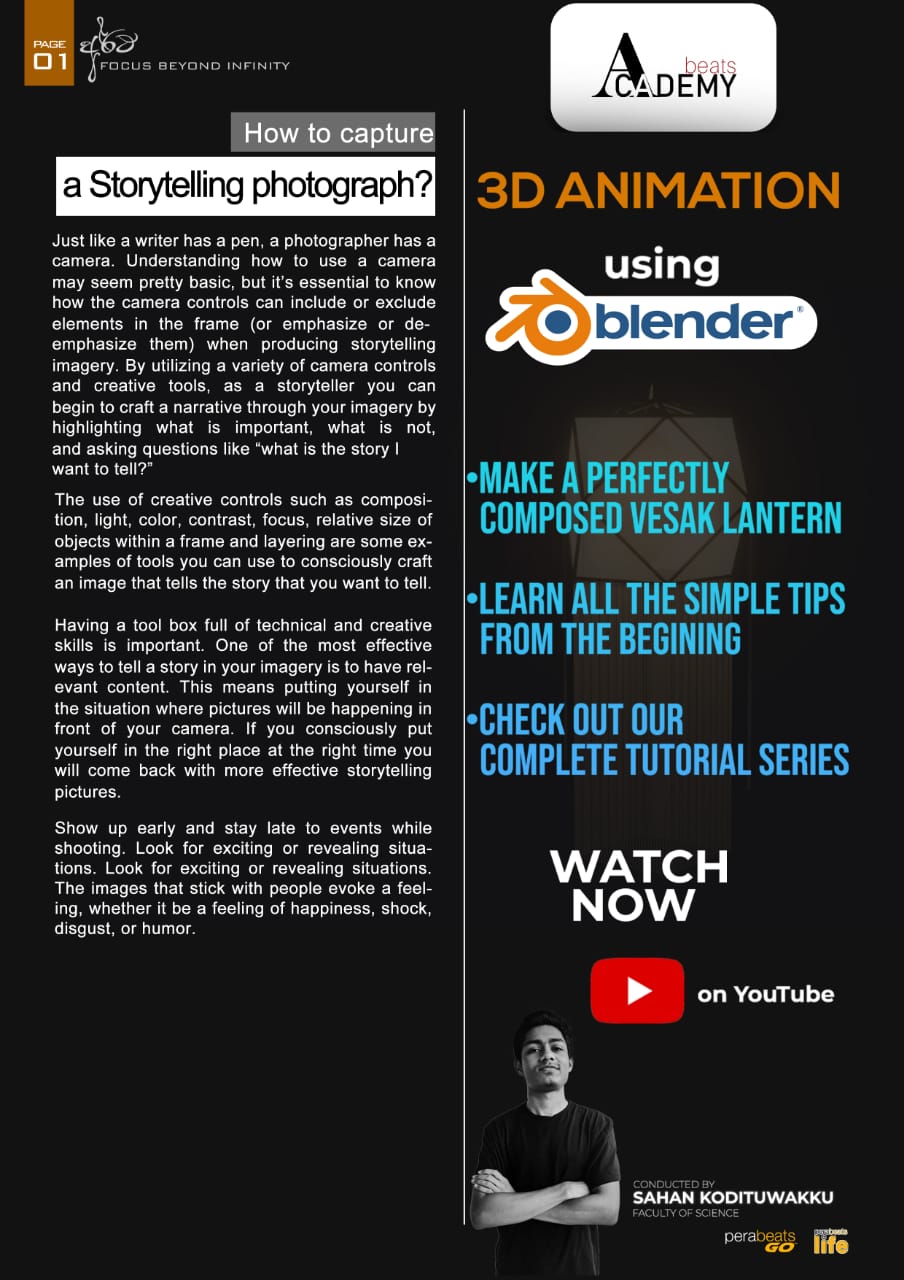 PAGE
01
FOCUS BEYOND INFINITY
How to capture
a Storytelling photograph?
Just like a writer has a pen, a photographer has a
camera. Understanding how to use a camera
may seem pretty basic, but it’s essential to know
how the camera controls can include or exclude
elements in the frame (or emphasize or de-
emphasize them) when producing storytelling
imagery. By utilizing a variety of camera controls
and creative tools, as a storyteller you can
begin to craft a narrative through your imagery by
highlighting what is important, what is not,
and asking questions like “what is the story I
want to tell?”
The use of creative controls such as composi-
tion, light, color, contrast, focus, relative size of
objects within a frame and layering are some ex-
amples of tools you can use to consciously craft
an image that tells the story that you want to tell.
Having a tool box full of technical and creative
skills is important. One of the most effective
ways to tell a story in your imagery is to have rel-
evant content. This means putting yourself in
the situation where pictures will be happening in
front of your camera. If you consciously put
yourself in the right place at the right time you
will come back with more effective storytelling
pictures.
Show up early and stay late to events while
shooting. Look for exciting or revealing situa-
tions. Look for exciting or revealing situations.
The images that stick with people evoke a feel-
ing, whether it be a feeling of happiness, shock,
disgust, or humor.
beats
ACADEMY
3D ANIMATION
using
blender®
•MAKE A PERFECTLY
COMPOSED VESAK LANTERN
•LEARN ALL THE SIMPLE TIPS
FROM THE BEGINING
•CHECK OUT OUR
COMPLETE TUTORIAL SERIES
WATCH
NOW
on YouTube
CONDUCTED BY
SAHAN KODITUWAKKU
FACULTY OF SCIENCE
perabeats
GO
perabeats
life